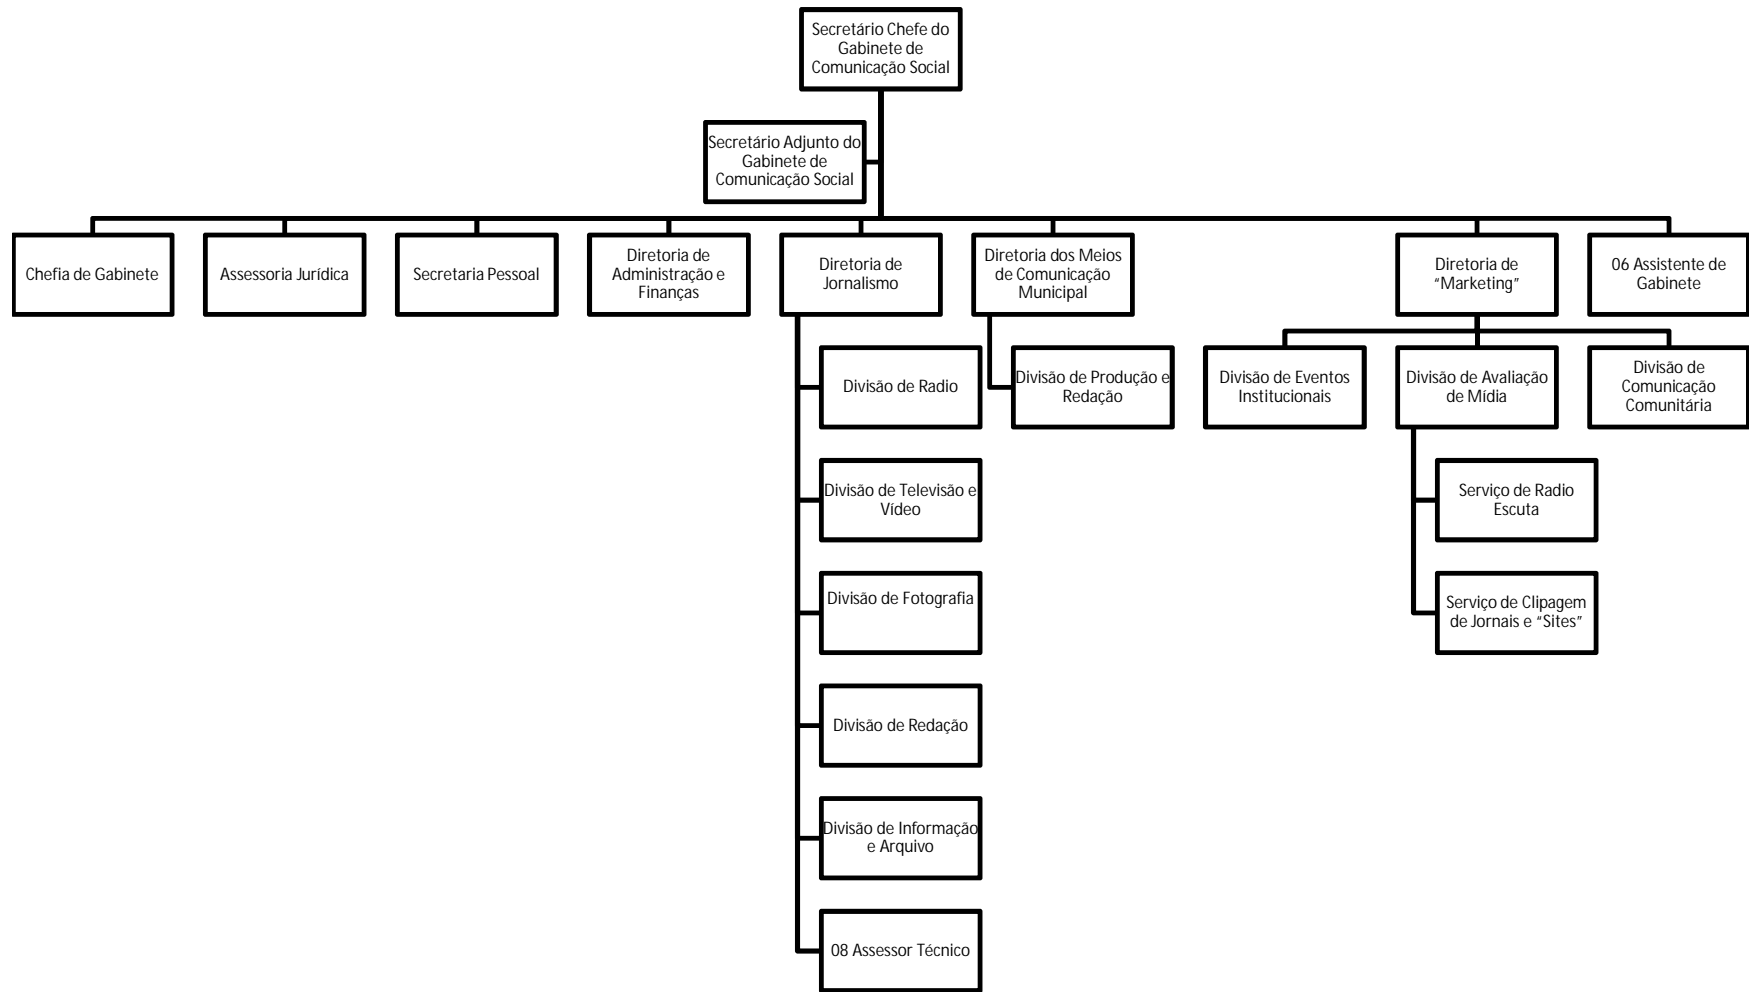 Secretário Chefe do
Gabinete de
Comunicação Social
Secretário Adjunto do
Gabinete de
Comunicação Social
Chefia de Gabinete
Assessoria Jurídica
Secretaria Pessoal
Diretoria de
Administração e
Finanças
Diretoria de
Jornalismo
Diretoria dos Meios
de Comunicação
Municipal
Diretoria de
“Marketing”
06 Assistente de
Gabinete
Divisão de Radio
Divisão de Produção e
Redação
Divisão de Eventos
Institucionais
Divisão de Avaliação
de Mídia
Divisão de
Comunicação
Comunitária
Divisão de Televisão e
Vídeo
Serviço de Radio
Escuta
Divisão de Fotografia
Serviço de Clipagem
de Jornais e “Sites”
Divisão de Redação
Divisão de Informação
e Arquivo
08 Assessor Técnico